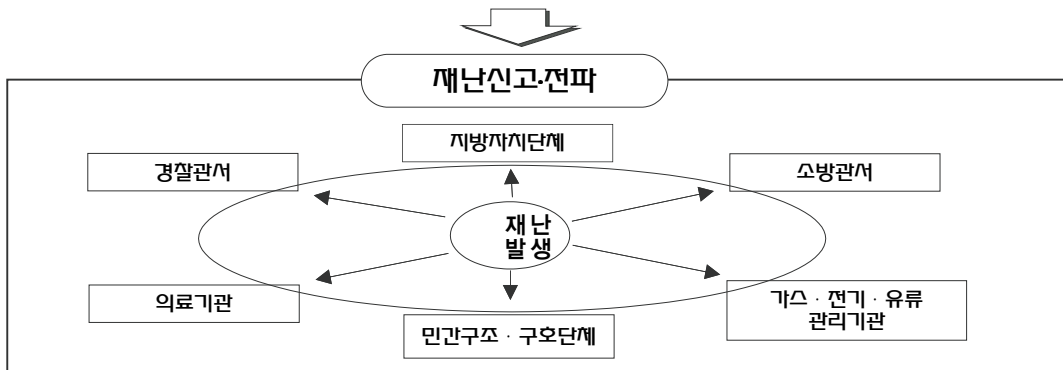 재난신고·전파
지방자치단체
경찰관서
소방관서
재난
발생
의료기관
가스·전기·유류
관리기관
민간구조·구호단체